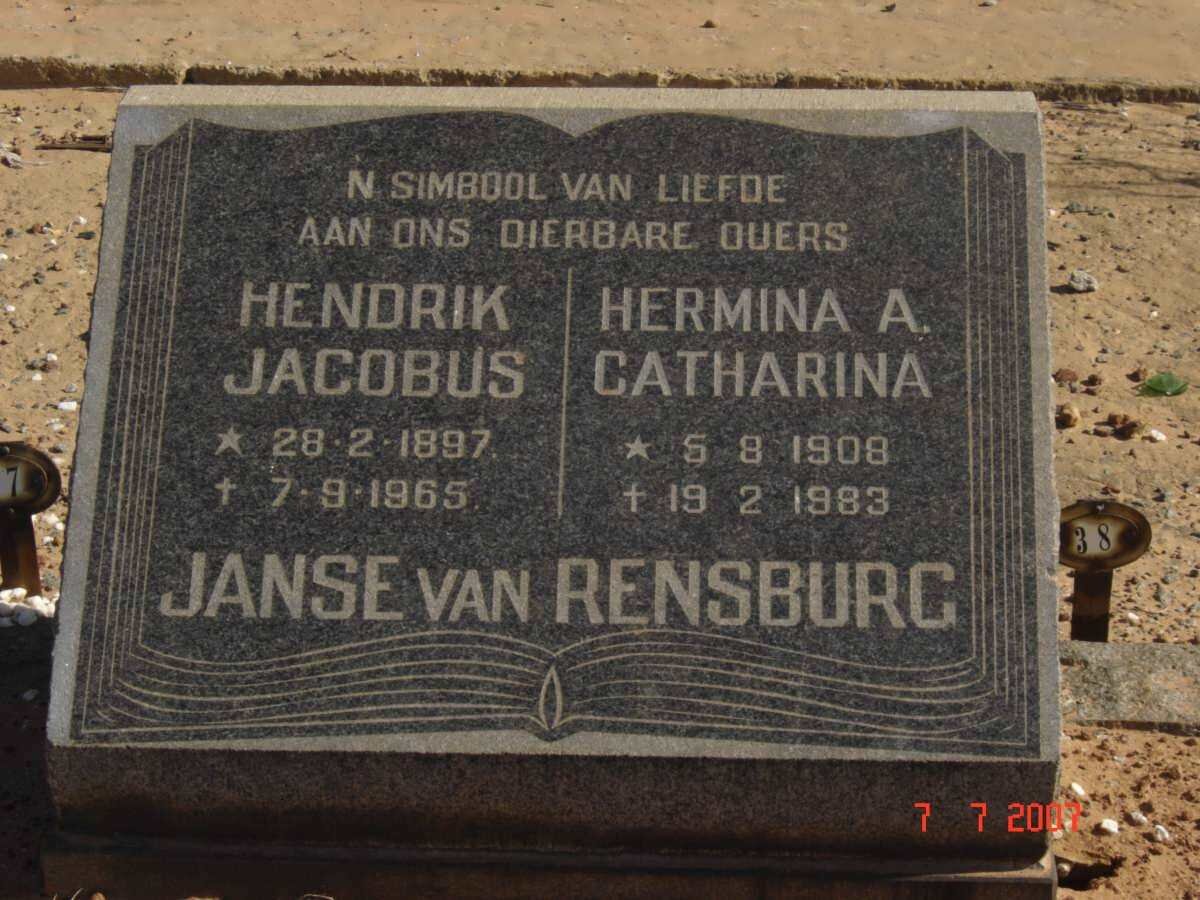 N SIMBOOL VAN LIEFDE
AAN ONS DIERBARE OUERS
HENDRIK
JACOBUS
★ 28·2·1897.
† 7·9·1965.
HERMINA A.
CATHARINA
★ 5 8 1908
† 19 2 1983
JANSE VAN RENSBURG
7
38
7 7 2007